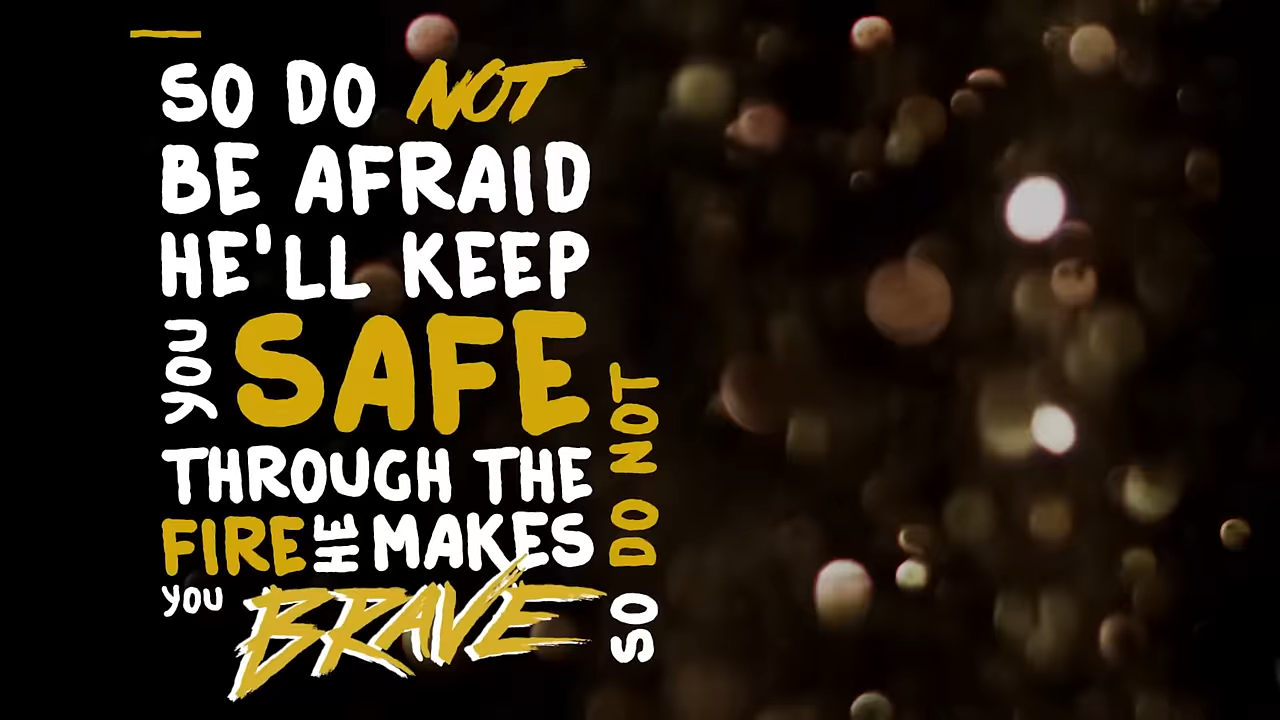 SO DO NOT
BE AFRAID
HE'LL KEEP
YOU SAFE
THROUGH THE
FIRE HE MAKES
YOU BRAVE
SO DO NOT